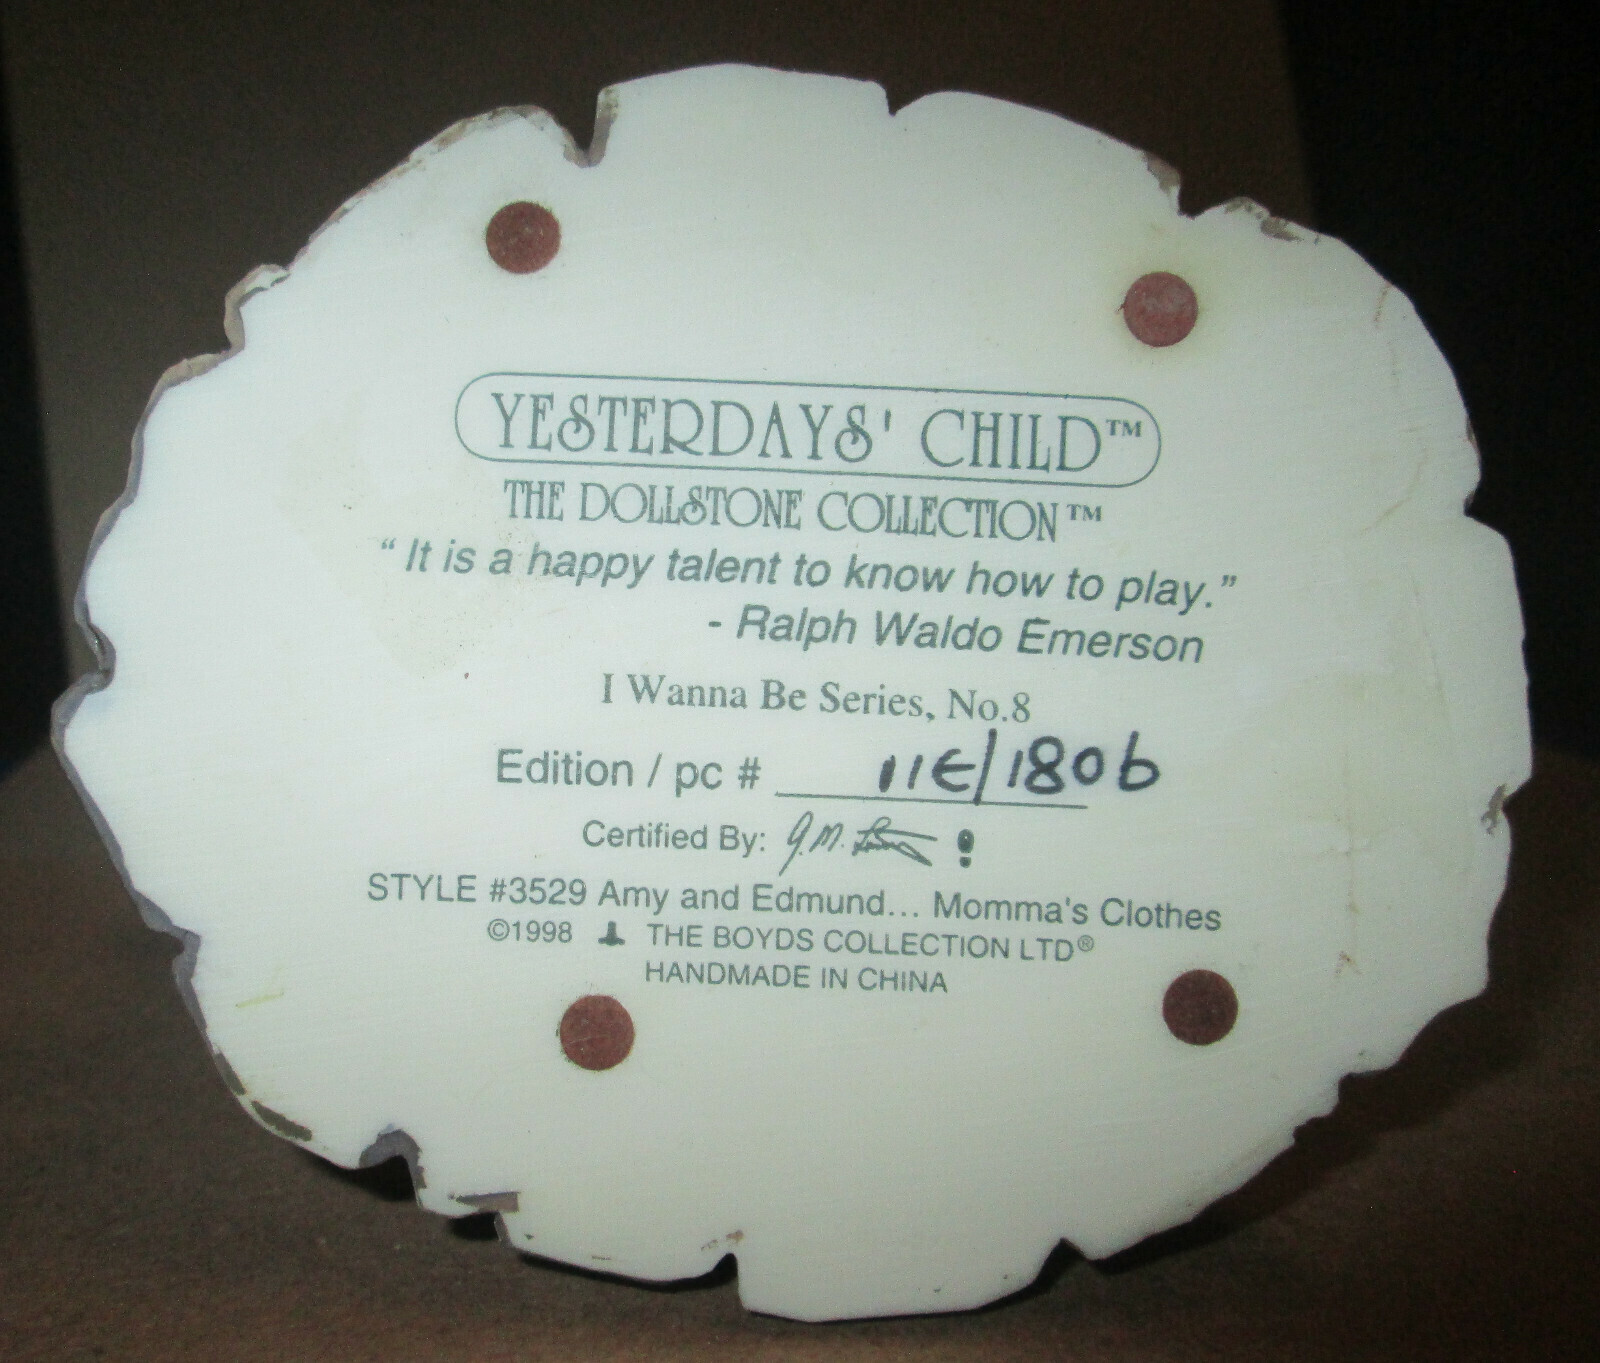 YESTERDAYS' CHILD™
THE DOLLSTONE COLLECTION™
“ It is a happy talent to know how to play.”
- Ralph Waldo Emerson
I Wanna Be Series, No.8
Edition / pc # 11E/1806
Certified By: J.M.
STYLE #3529 Amy and Edmund... Momma's Clothes
©1998 THE BOYDS COLLECTION LTD®
HANDMADE IN CHINA